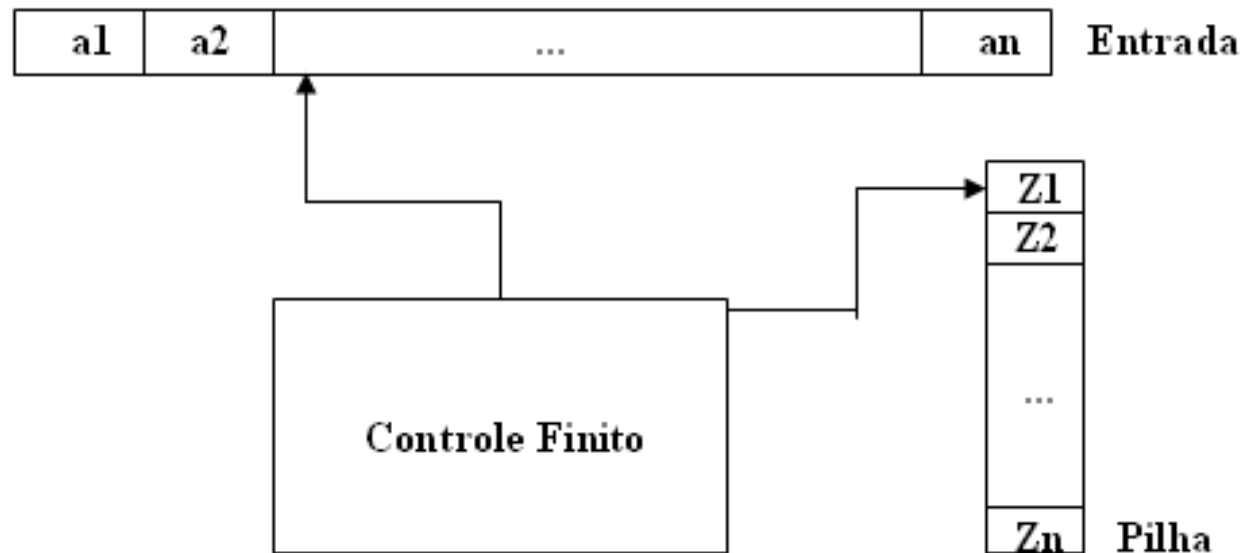 a1 a2 ... an Entrada
Z1
Z2
...
Controle Finito
Zn Pilha